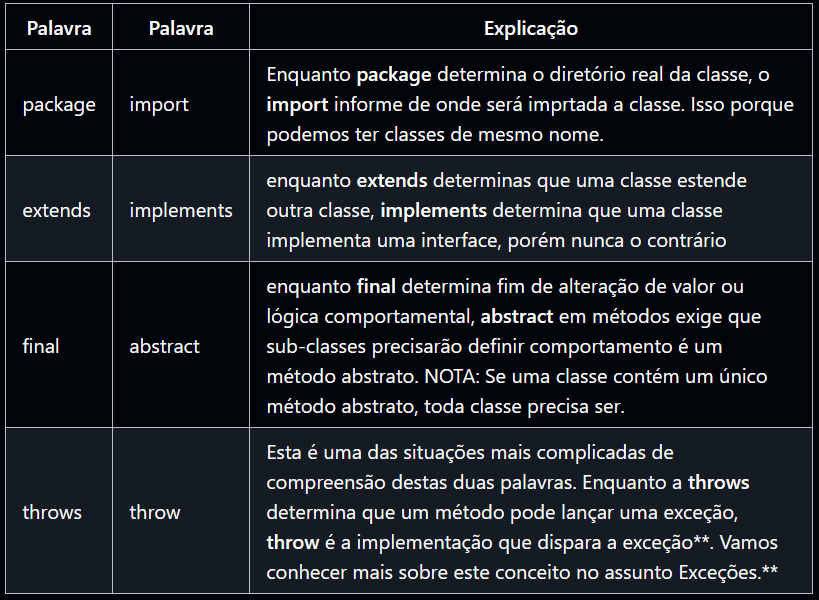 Palavra Palavra Explicação
Enquanto package determina o diretório real da classe, o
package import import informe de onde será imprtada a classe. Isso porque
podemos ter classes de mesmo nome.
enquanto extends determinas que uma classe estende
extends implements outra classe, implements determina que uma classe
implementa uma interface, porém nunca o contrário
enquanto final determina fim de alteração de valor ou
lógica comportamental, abstract em métodos exige que
final abstract sub-classes precisarão definir comportamento é um
método abstrato. NOTA: Se uma classe contém um único
método abstrato, toda classe precisa ser.
Esta é uma das situações mais complicadas de
compreensão destas duas palavras. Enquanto a throws
throws throw determina que um método pode lançar uma exceção,
throw é a implementação que dispara a exceção**. Vamos
conhecer mais sobre este conceito no assunto Exceções.**